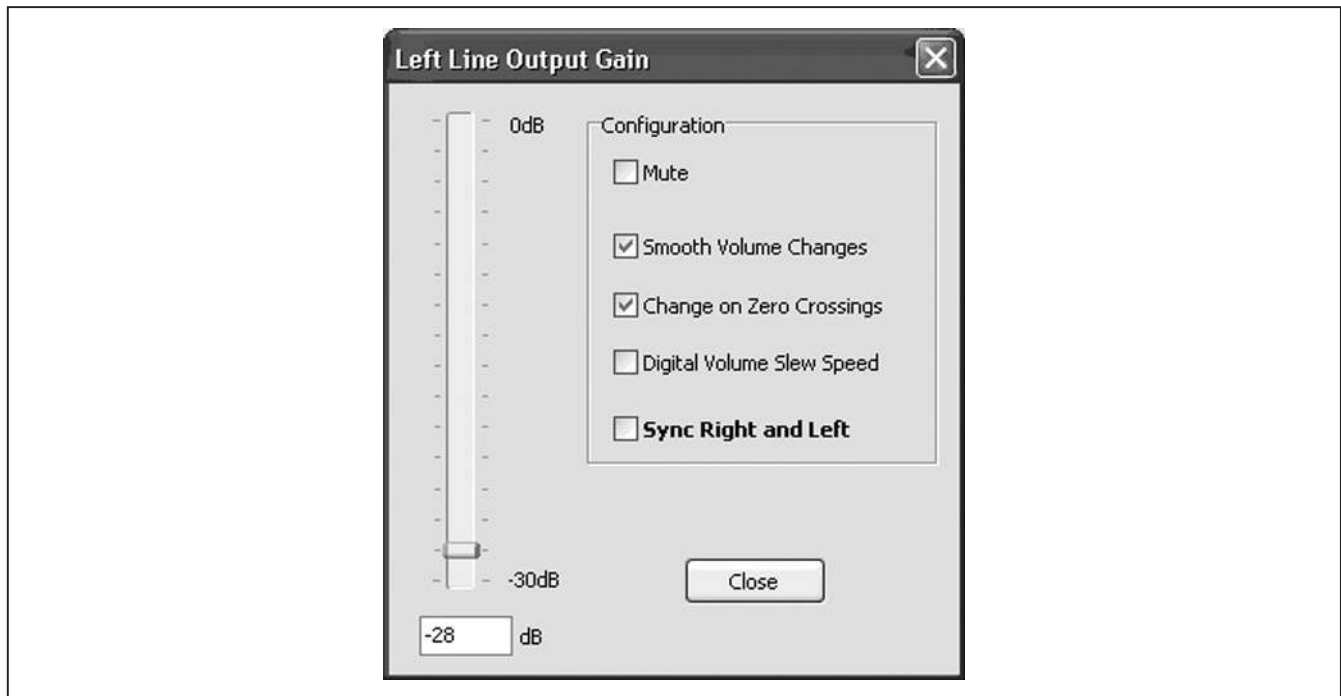 Left Line Output Gain
0dB
Configuration
Mute
Smooth Volume Changes
Change on Zero Crossings
Digital Volume Slew Speed
Sync Right and Left
-30dB
Close
-28 dB